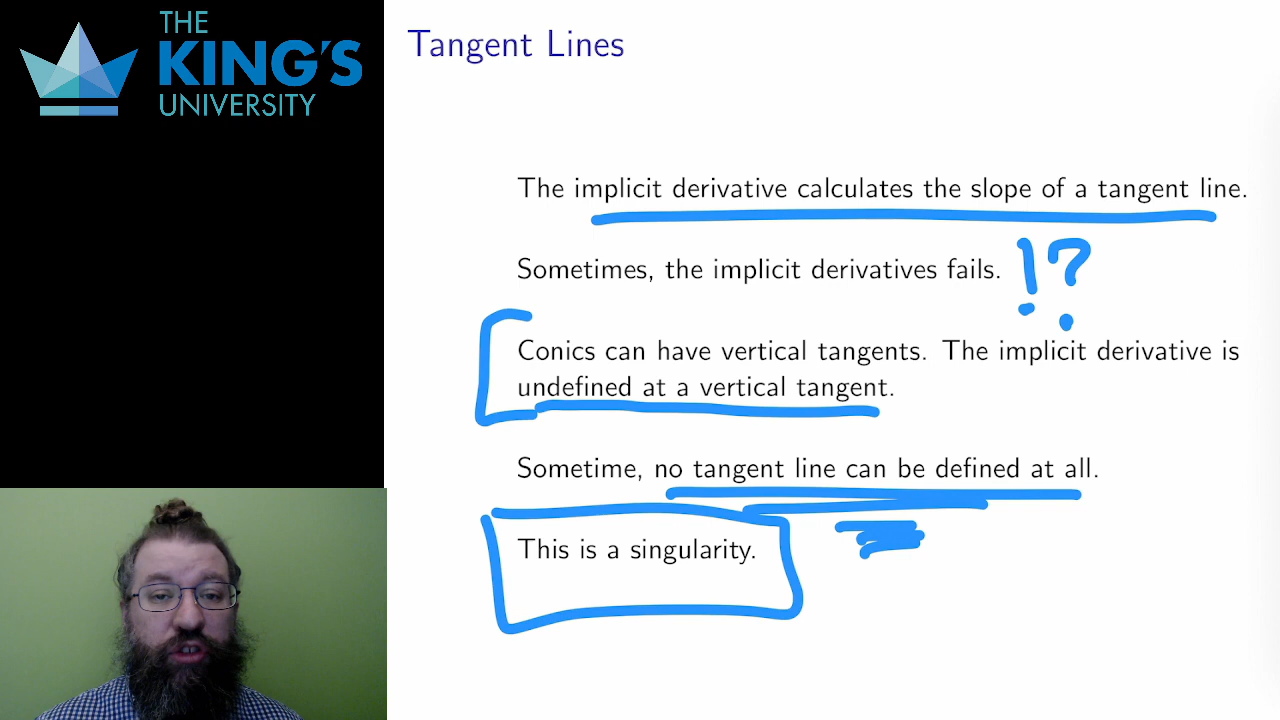 THE
KING'S
UNIVERSITY
Tangent Lines
The implicit derivative calculates the slope of a tangent line.
Sometimes, the implicit derivatives fails. !?
Conics can have vertical tangents. The implicit derivative is
undefined at a vertical tangent.
Sometime, no tangent line can be defined at all.
This is a singularity.